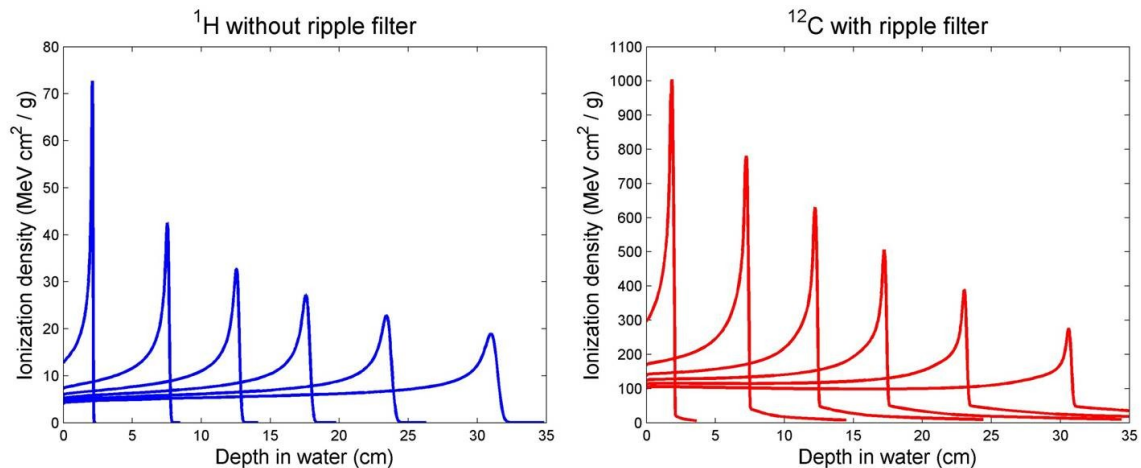 ¹H without ripple filter
Ionization density (MeV cm² / g)
80
70
60
50
40
30
20
10
0
0 5 10 15 20 25 30 35
Depth in water (cm)
¹²C with ripple filter
Ionization density (MeV cm² / g)
1100
1000
900
800
700
600
500
400
300
200
100
0
0 5 10 15 20 25 30 35
Depth in water (cm)